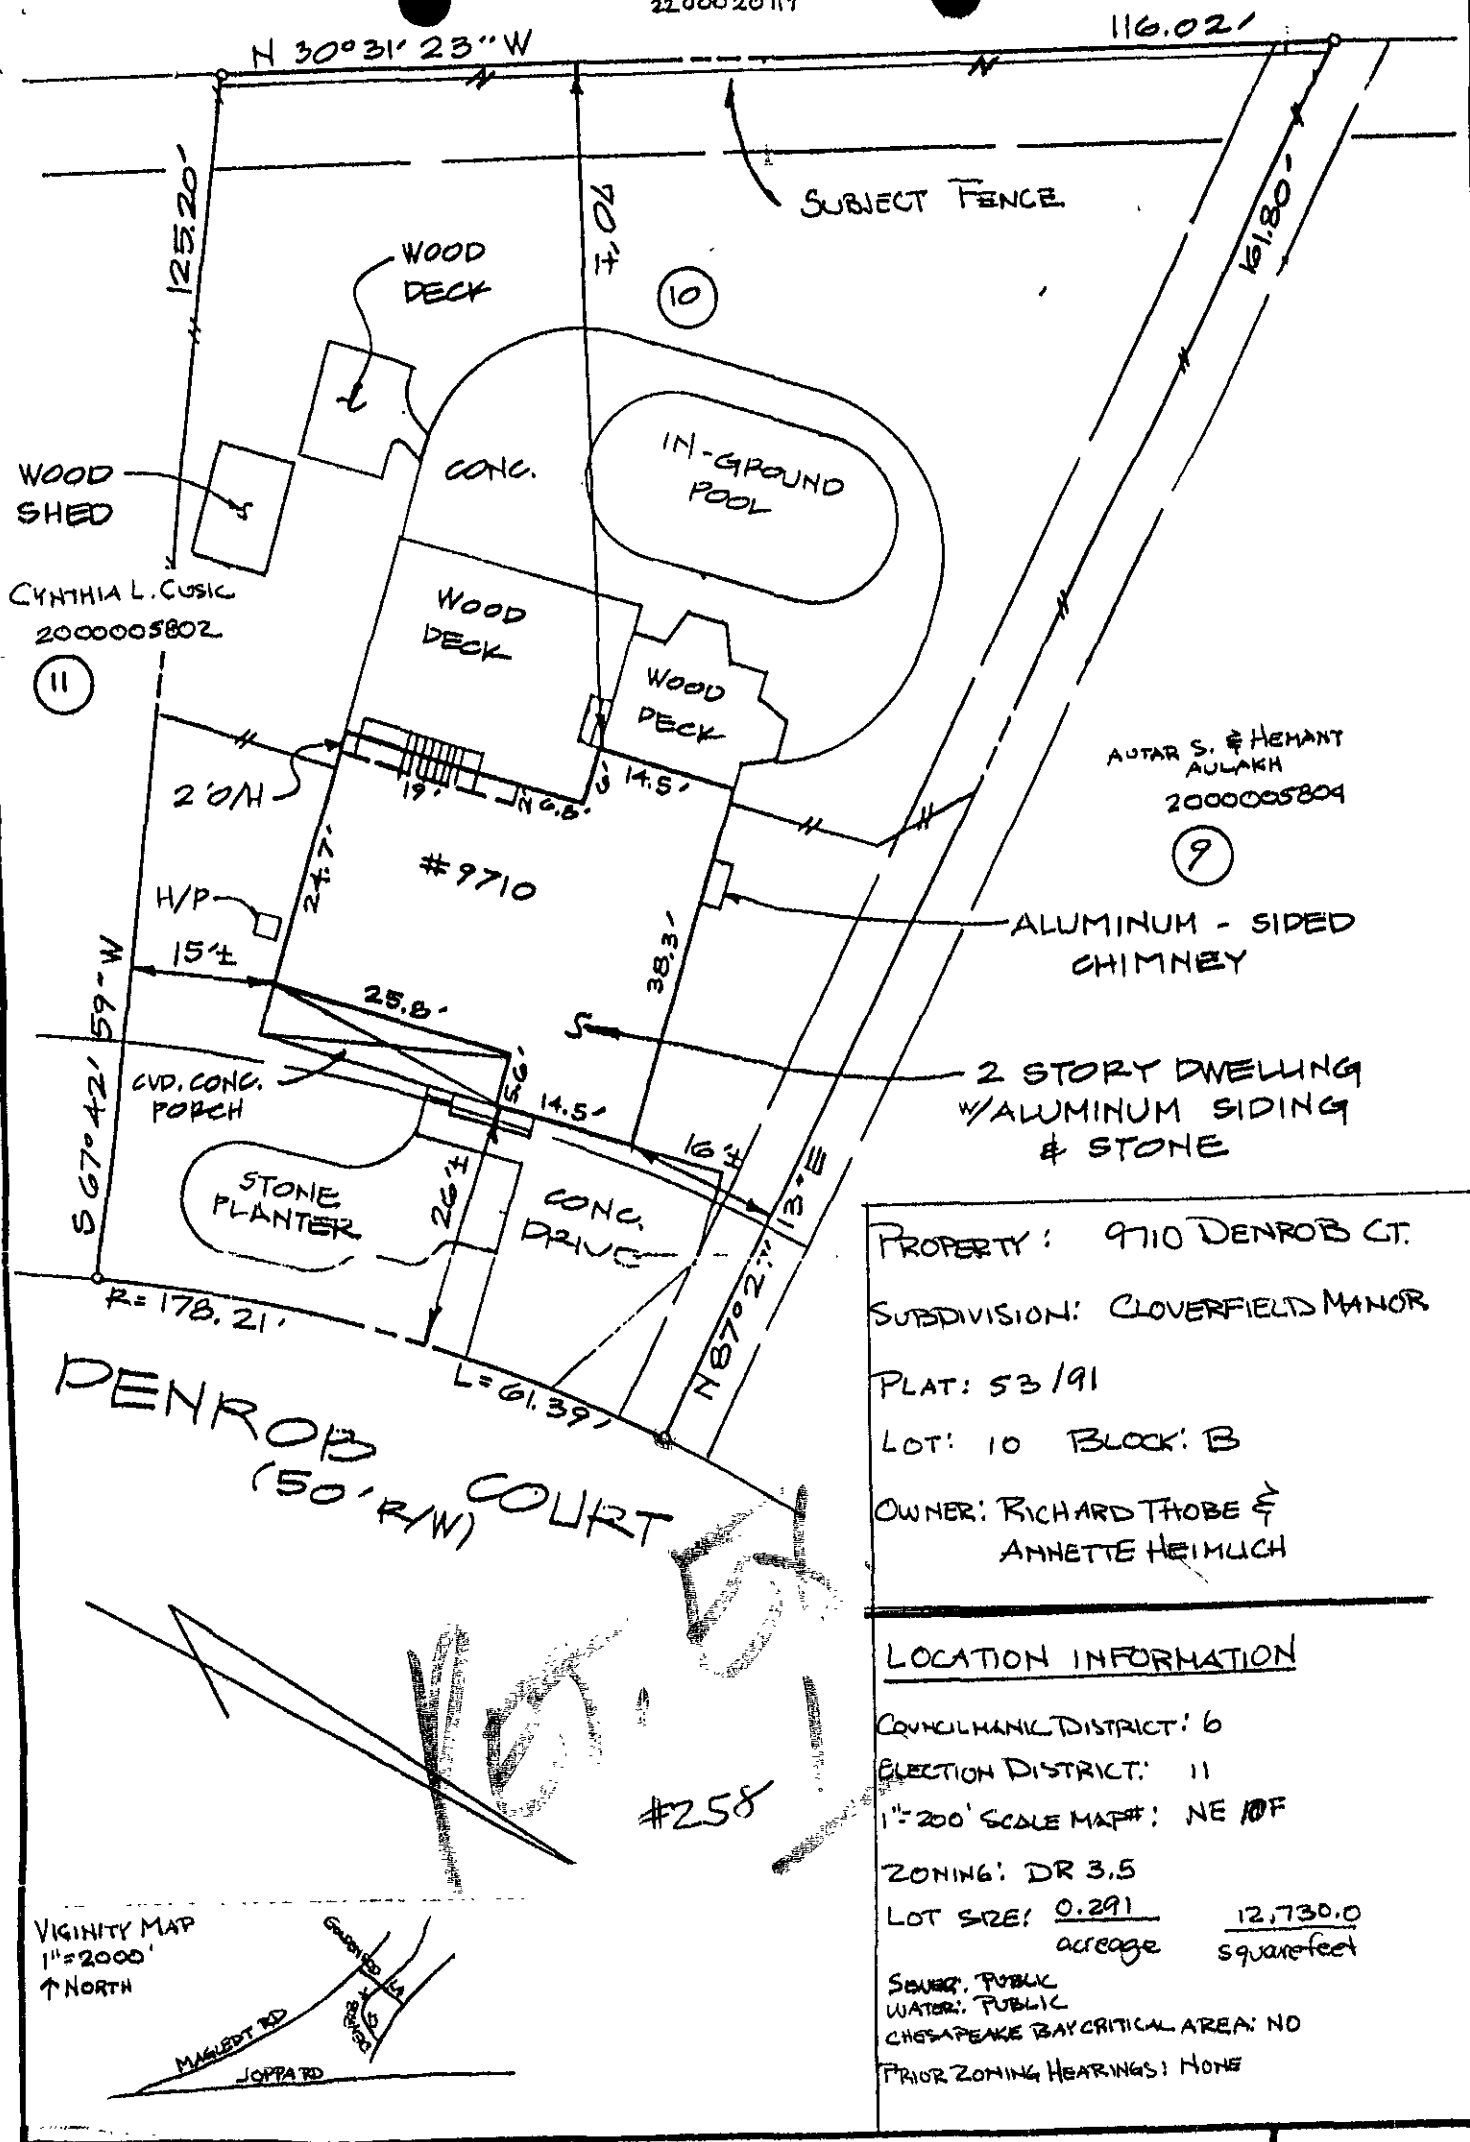 N 30°31' 23" W
116.02'
125.20'
70'±
SUBJECT FENCE
161.80'
WOOD
DECK
10
WOOD
SHED
CONC.
IN-GROUND
POOL
CYNTHIA L. CUSIC
2000005802
11
WOOD
DECK
WOOD
DECK
AUTAR S. & HEMANT
AULAKH
2000005804
9
2' O/H
19'
6.8'
5'
14.5'
24.7'
#9710
H/P
15'±
38.3'
ALUMINUM - SIDED
CHIMNEY
25.8'
S 67° 42' 59" W
CVD. CONC.
PORCH
5.6'
14.5'
16'±
2 STORY DWELLING
W/ALUMINUM SIDING
& STONE
STONE
PLANTER
26'±
CONC.
DRIVE
R= 178.21'
L= 61.39'
DENROB COURT
(50' R/W)
PROPERTY: 9710 DENROB CT.
SUBDIVISION: CLOVERFIELD MANOR
PLAT: 53/91
LOT: 10 BLOCK: B
OWNER: RICHARD THOBE &
ANNETTE HEIMLICH
LOCATION INFORMATION
COUNCILMANIC DISTRICT: 6
ELECTION DISTRICT: 11
1"=200' SCALE MAP#: NE 10F
ZONING: DR 3.5
LOT SIZE: 0.291 12,730.0
acreage square feet
SEWER: PUBLIC
WATER: PUBLIC
CHESAPEAKE BAY CRITICAL AREA: NO
PRIOR ZONING HEARINGS: NONE
#258
VICINITY MAP
1"=2000'
↑ NORTH
MAGLEDT RD
JOPPA RD